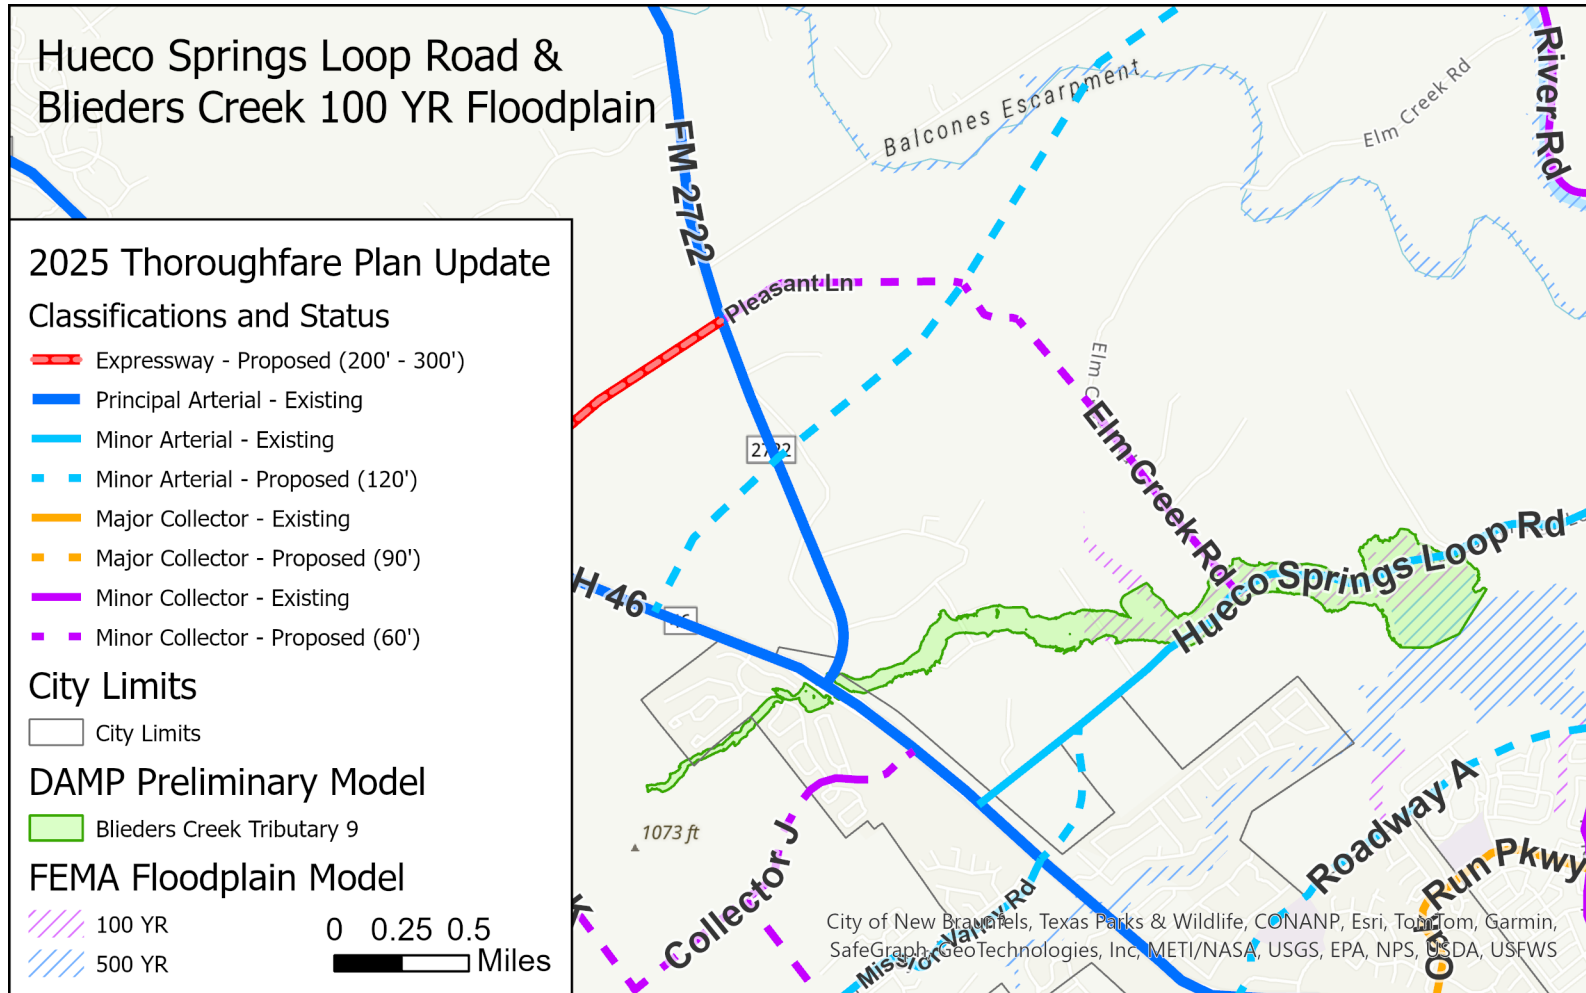 Hueco Springs Loop Road &
Blieders Creek 100 YR Floodplain
FM 2722
Balcones Escarpment
Elm Creek Rd
River Rd
Pleasant Ln
Elm C
2722
Elm Creek Rd
Hueco Springs Loop Rd
H 46
2025 Thoroughfare Plan Update
Classifications and Status
Expressway - Proposed (200' - 300')
Principal Arterial - Existing
Minor Arterial - Existing
Minor Arterial - Proposed (120')
Major Collector - Existing
Major Collector - Proposed (90')
Minor Collector - Existing
Minor Collector - Proposed (60')
City Limits
City Limits
DAMP Preliminary Model
Blieders Creek Tributary 9
FEMA Floodplain Model
100 YR
500 YR
0 0.25 0.5
Miles
1073 ft
Collector J
Mission Valley Rd
Roadway A
Run Pkwy
City of New Braunfels, Texas Parks & Wildlife, CONANP, Esri, TomTom, Garmin,
SafeGraph, GeoTechnologies, Inc, METI/NASA, USGS, EPA, NPS, USDA, USFWS